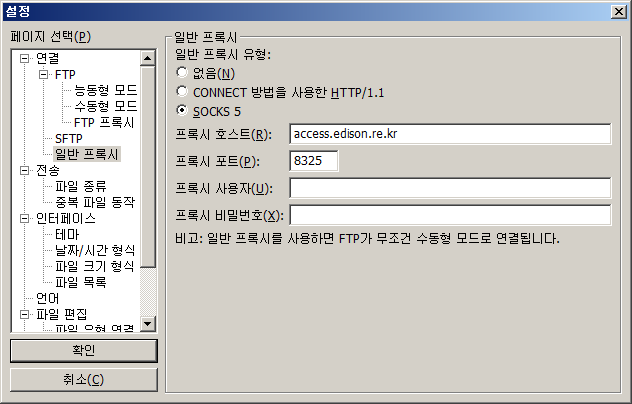 설정
페이지 선택(P)
연결
FTP
능동형 모드
수동형 모드
FTP 프록시
SFTP
일반 프록시
전송
파일 종류
중복 파일 동작
인터페이스
테마
날짜/시간 형식
파일 크기 형식
파일 목록
언어
파일 편집
파일 유형 연결
확인
취소(C)
일반 프록시
일반 프록시 유형:
없음(N)
CONNECT 방법을 사용한 HTTP/1.1
SOCKS 5
프록시 호스트(R): access.edison.re.kr
프록시 포트(P): 8325
프록시 사용자(U):
프록시 비밀번호(X):
비고: 일반 프록시를 사용하면 FTP가 무조건 수동형 모드로 연결됩니다.